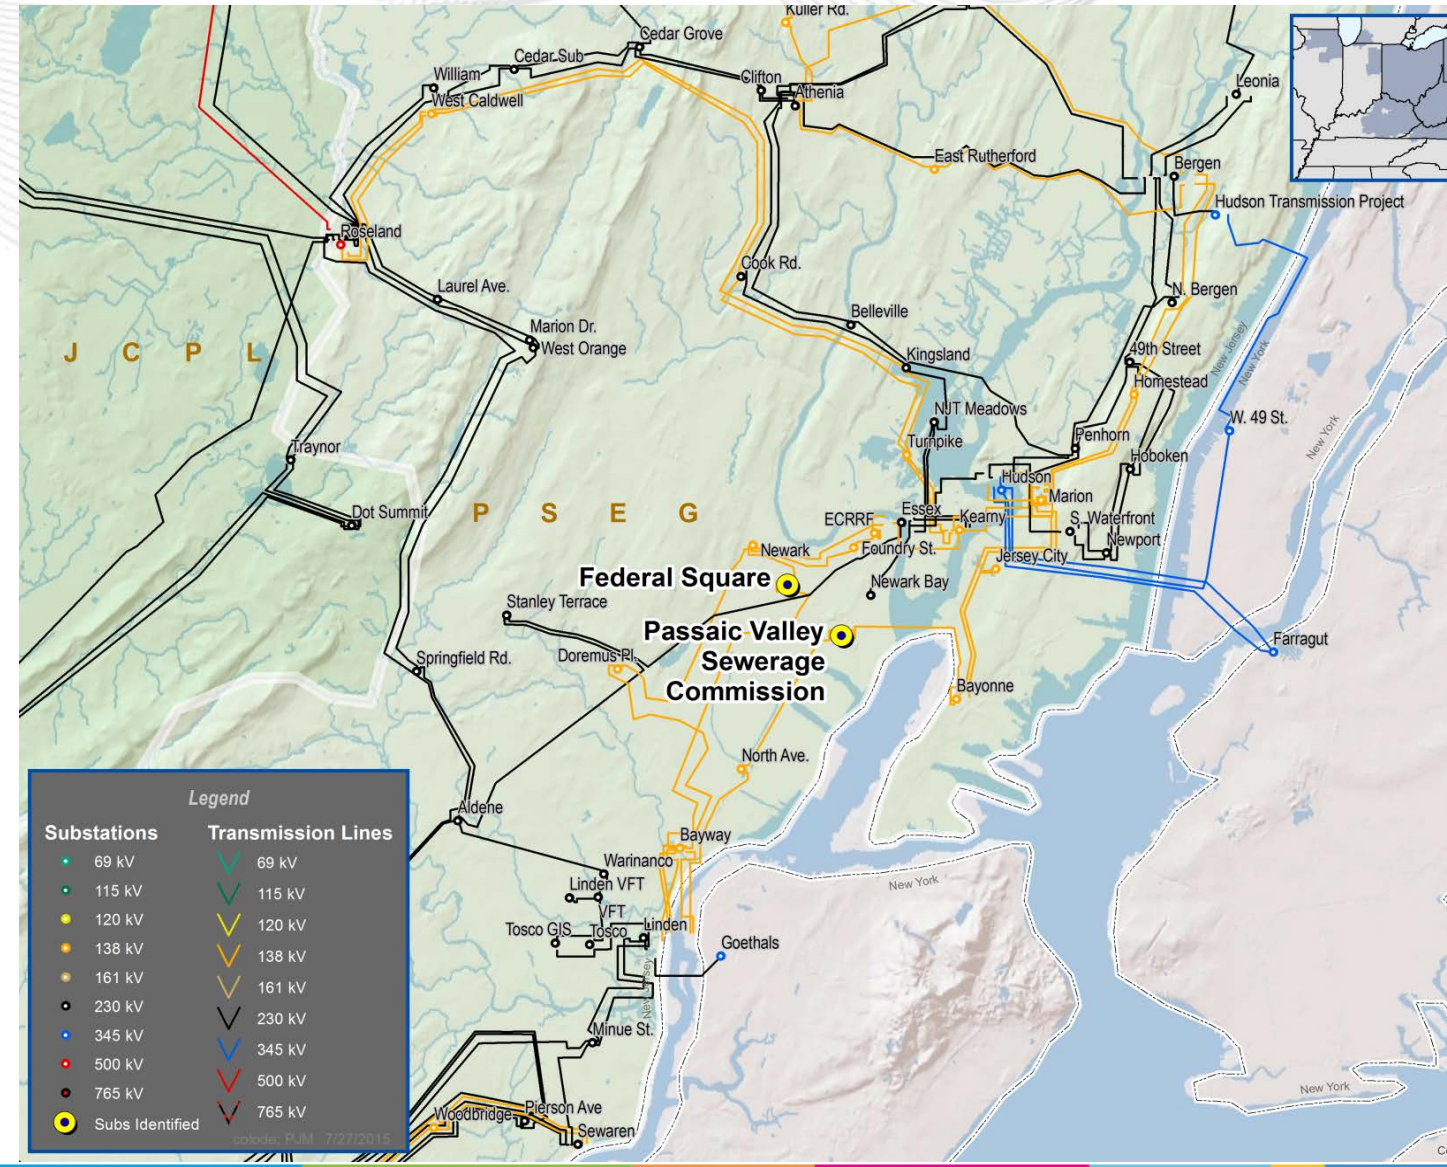 Kuller Rd.
Cedar Grove
Cedar Sub
William
Clifton
Leonia
Athenia
West Caldwell
East Rutherford
Bergen
Hudson Transmission Project
Roseland
Cook Rd.
Laurel Ave.
N. Bergen
Belleville
Marion Dr.
West Orange
J C P L
Kingsland
49th Street
New Jersey
New York
Homestead
NJT Meadows
W. 49 St.
New York
Turnpike
Penhorn
Traynor
Hoboken
Hudson
Marion
Dot Summit
P S E G
ECRRF
Essex
Kearny
S. Waterfront
Newport
Newark
Foundry St.
Jersey City
Federal Square
Newark Bay
Stanley Terrace
Passaic Valley
Sewerage
Commission
Farragut
Springfield Rd.
Doremus Pl.
Bayonne
North Ave.
Aldene
Bayway
Warinanco
New York
Linden VFT
VFT
Tosco GIS
Tosco
Linden
Goethals
New Jersey
Minue St.
New York
Woodbridge
Pierson Ave
Sewaren
Legend
Substations Transmission Lines
69 kV 69 kV
115 kV 115 kV
120 kV 120 kV
138 kV 138 kV
161 kV 161 kV
230 kV 230 kV
345 kV 345 kV
500 kV 500 kV
765 kV 765 kV
Subs Identified
colode: PJM 7/27/2015